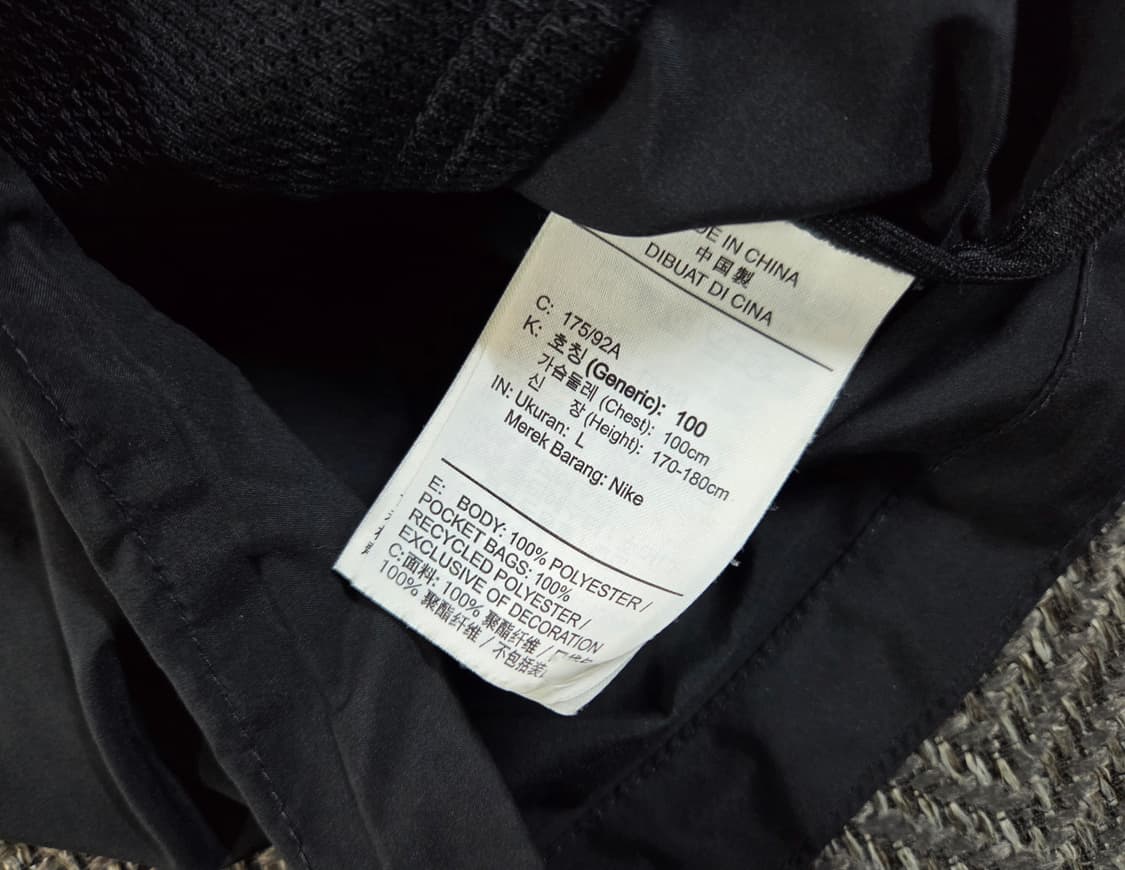 DE IN CHINA
中国製
DIBUAT DI CINA
C: 175/92A
K: 호칭 (Generic): 100
가슴둘레 (Chest): 100cm
신 장 (Height): 170-180cm
IN: Ukuran: L
Merek Barang: Nike
E: BODY: 100% POLYESTER /
POCKET BAGS: 100%
RECYCLED POLYESTER /
EXCLUSIVE OF DECORATION
C:面料: 100% 聚酯纤维 /
100% 聚酯纤维 / 不包括装